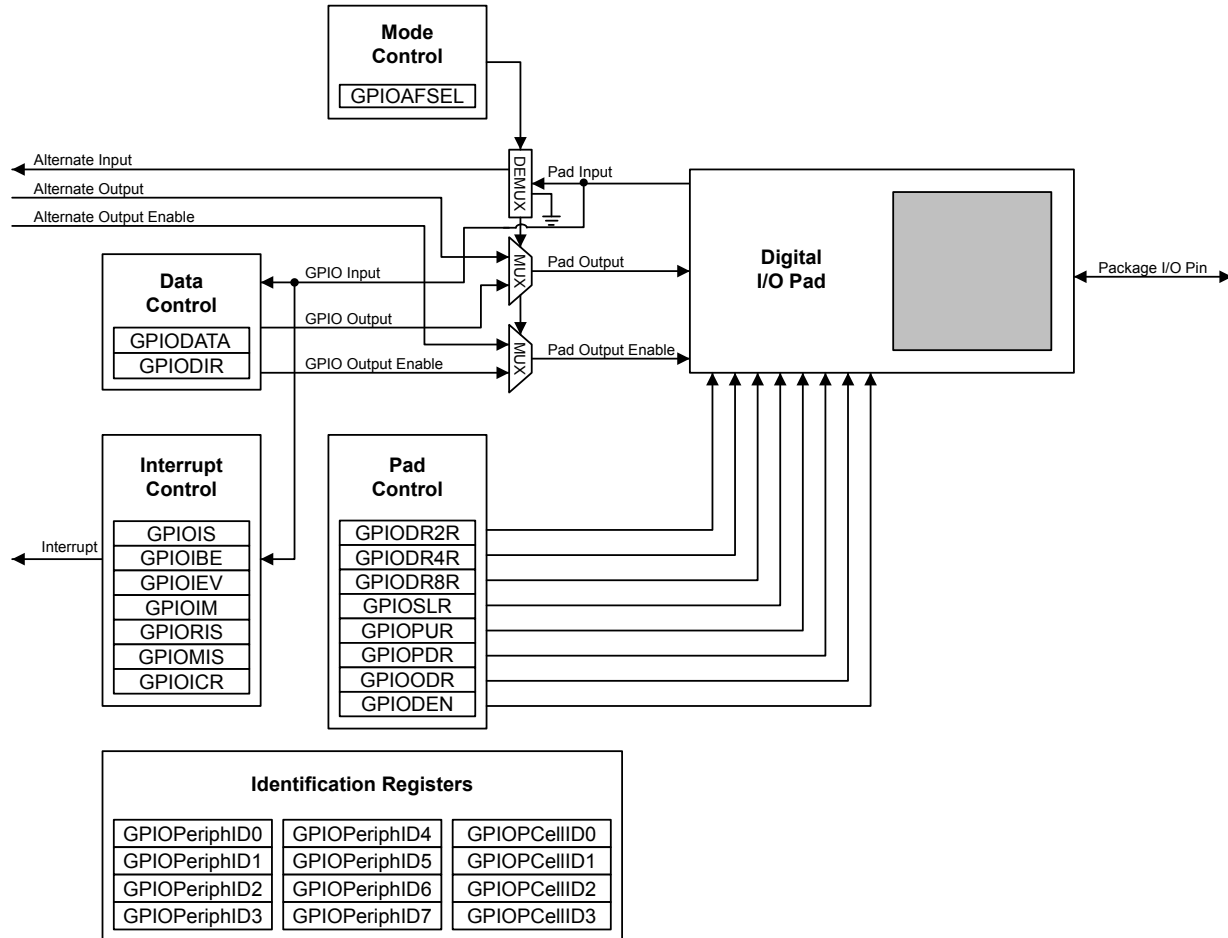 Mode
Control
GPIOAFSEL
Alternate Input
Alternate Output
Alternate Output Enable
DEMUX
Pad Input
MUX
Pad Output
MUX
Pad Output Enable
Digital
I/O Pad
Package I/O Pin
Data
Control
GPIODATA
GPIODIR
GPIO Input
GPIO Output
GPIO Output Enable
Interrupt
Control
GPIOIS
GPIOIBE
GPIOIEV
GPIOIM
GPIORIS
GPIOMIS
GPIOICR
Interrupt
Pad
Control
GPIODR2R
GPIODR4R
GPIODR8R
GPIOSLR
GPIOPUR
GPIOPDR
GPIOODR
GPIODEN
Identification Registers
GPIOPeriphID0
GPIOPeriphID1
GPIOPeriphID2
GPIOPeriphID3
GPIOPeriphID4
GPIOPeriphID5
GPIOPeriphID6
GPIOPeriphID7
GPIOPCellID0
GPIOPCellID1
GPIOPCellID2
GPIOPCellID3